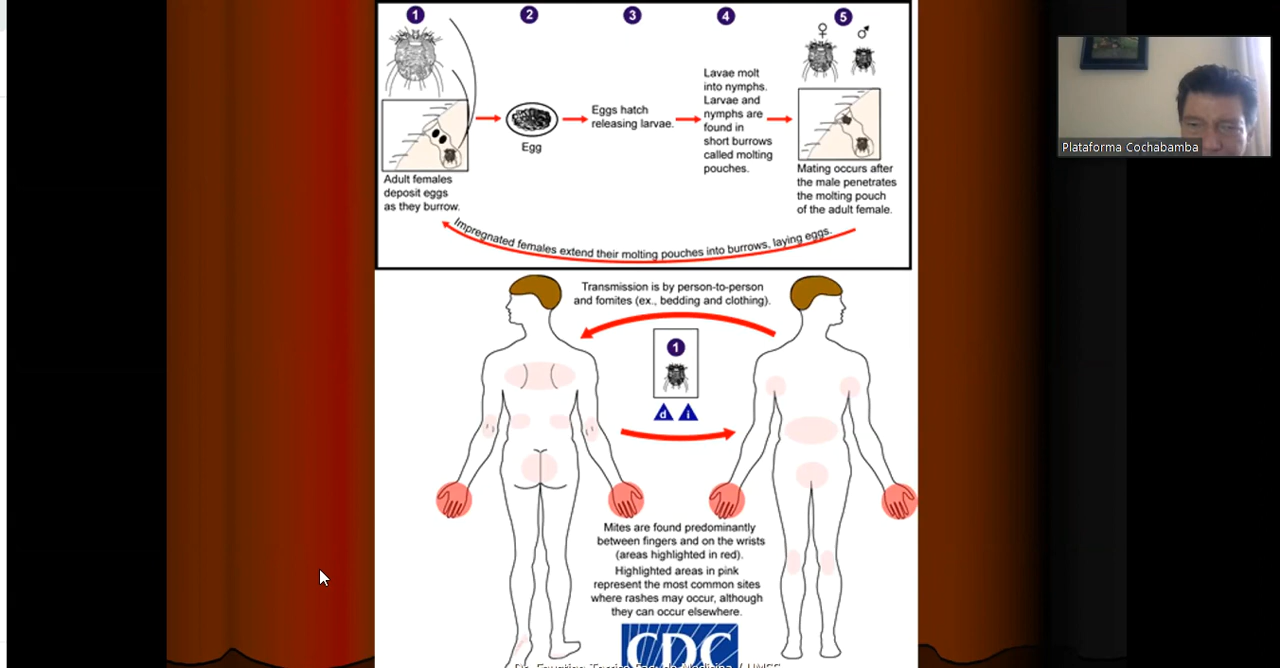 1
2
3
4
5
♀
♂
Adult females
deposit eggs
as they burrow.
Egg
Eggs hatch
releasing larvae.
Lavae molt
into nymphs.
Larvae and
nymphs are
found in
short burrows
called molting
pouches.
Mating occurs after
the male penetrates
the molting pouch
of the adult female.
Impregnated females extend their molting pouches into burrows, laying eggs.
Plataforma Cochabamba
Transmission is by person-to-person
and fomites (ex., bedding and clothing).
1
d i
Mites are found predominantly
between fingers and on the wrists
(areas highlighted in red).
Highlighted areas in pink
represent the most common sites
where rashes may occur, although
they can occur elsewhere.
CDC